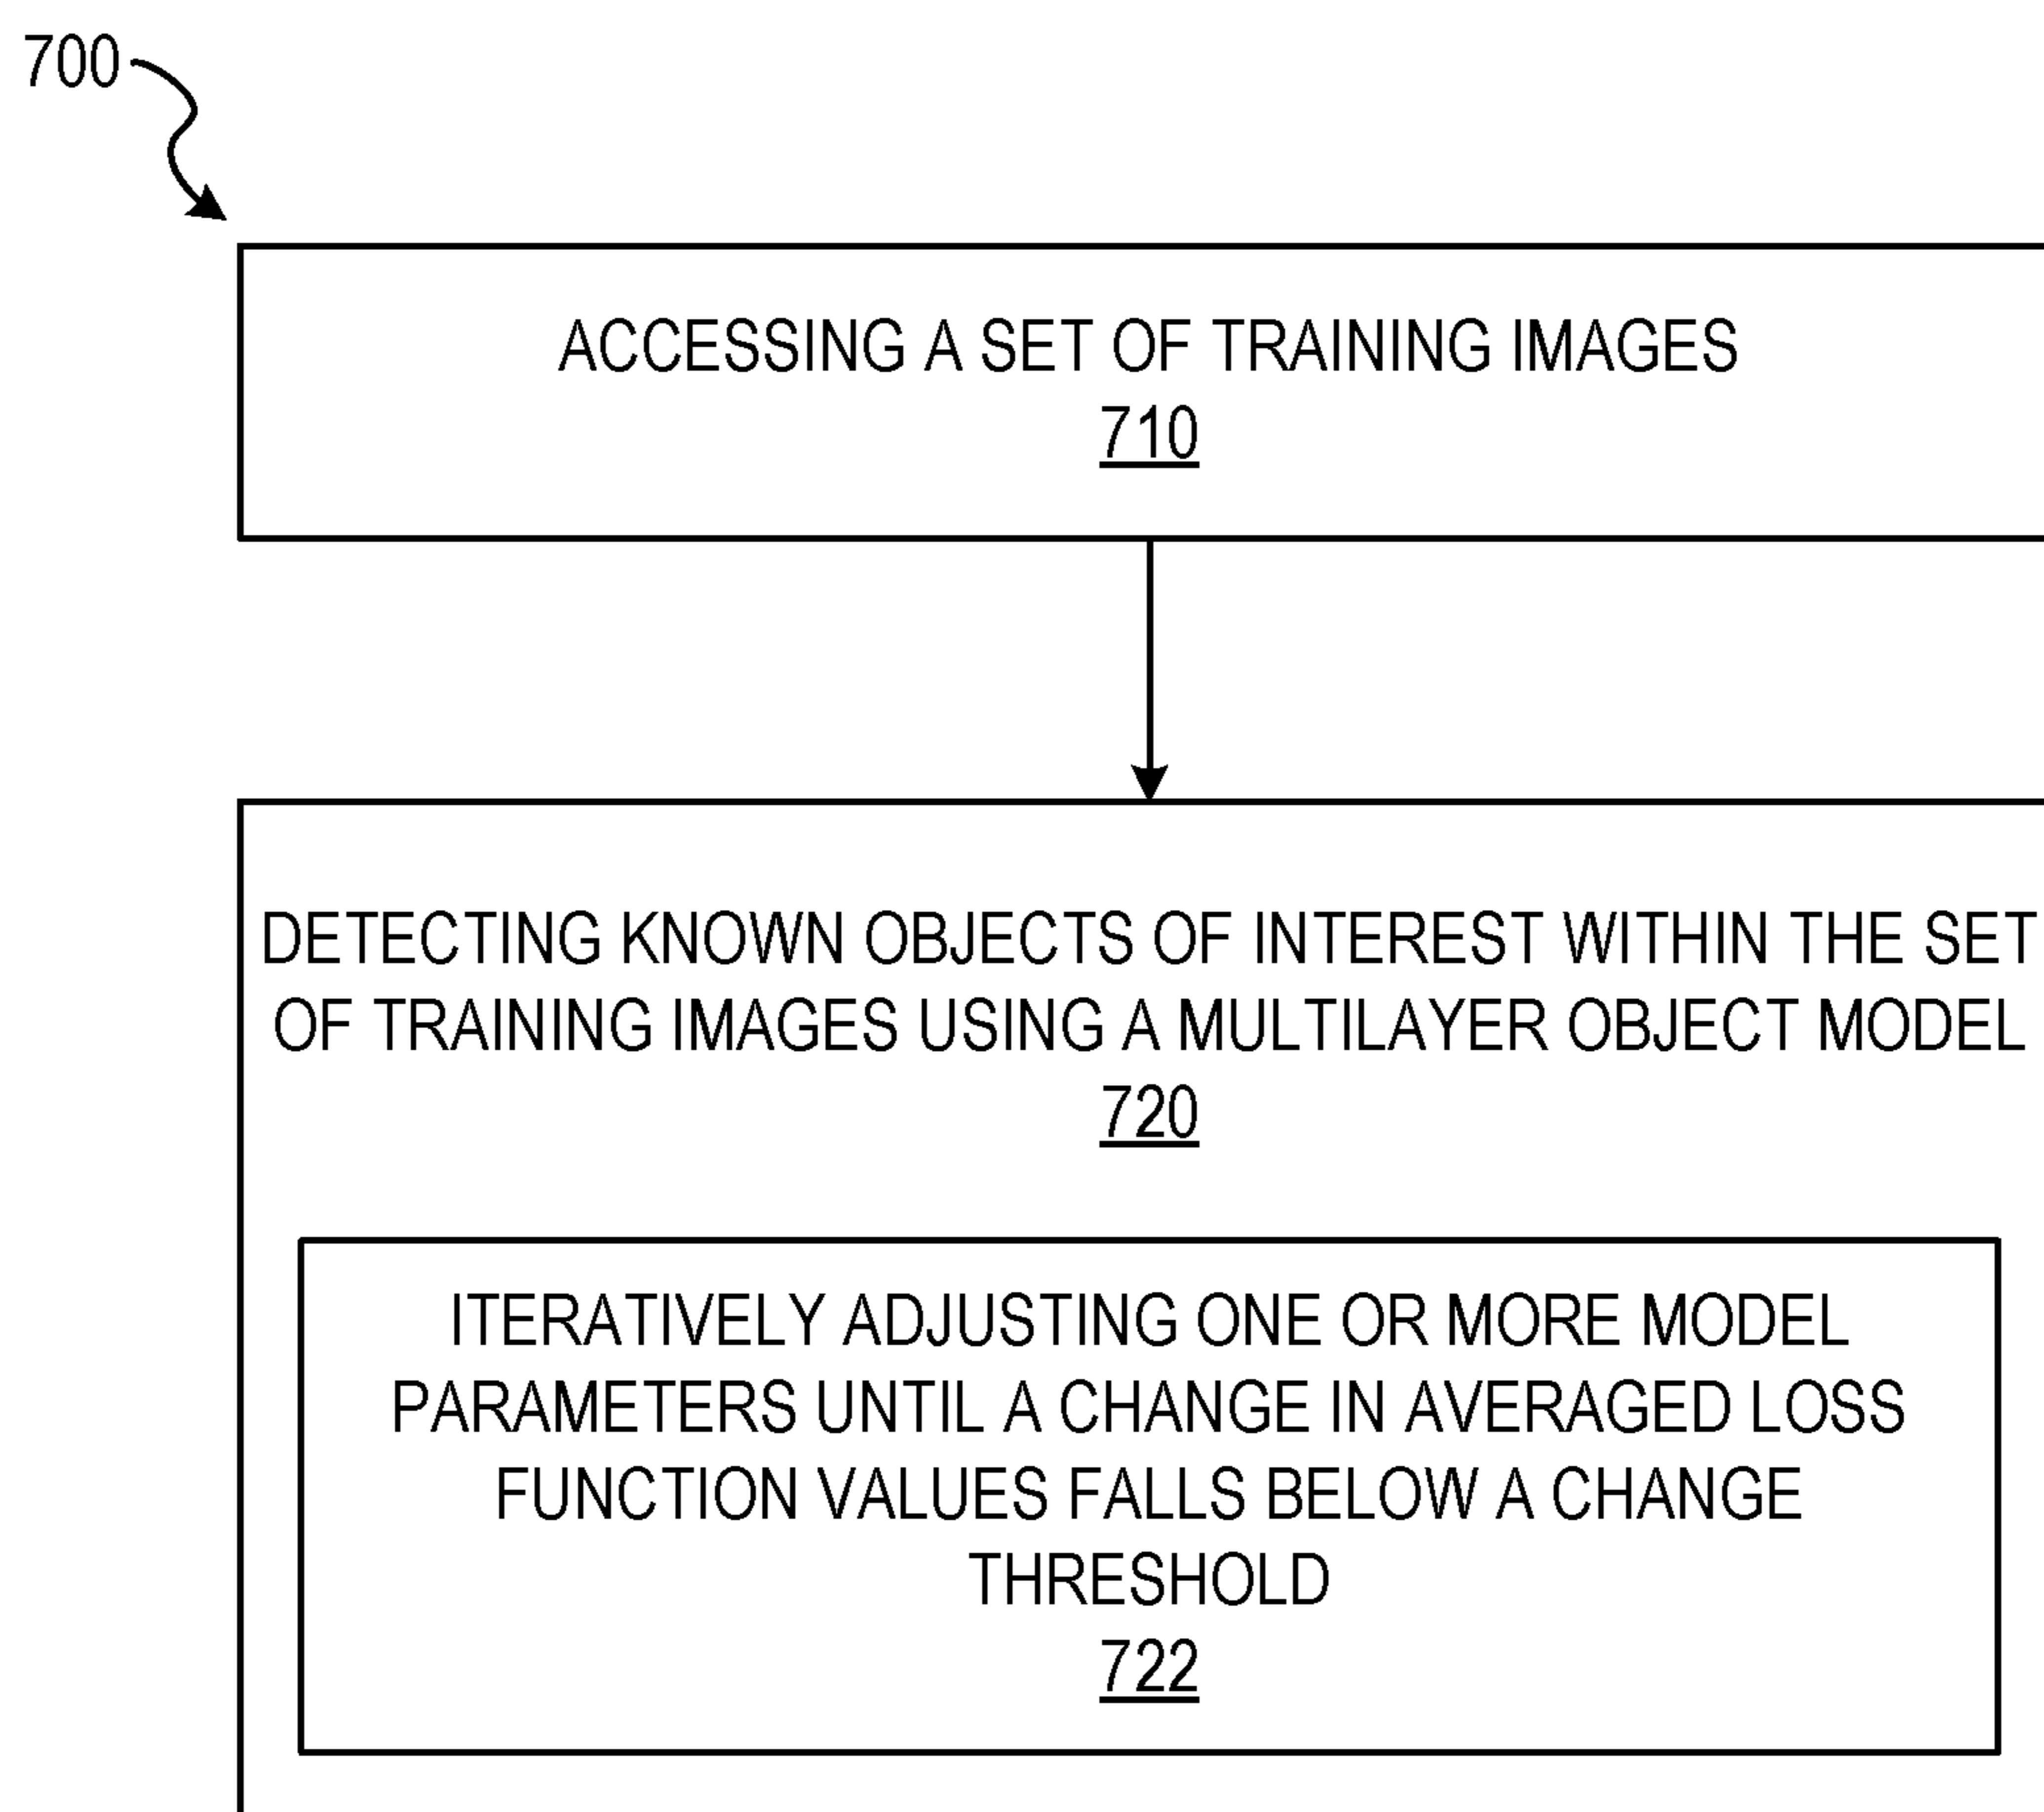 700
ACCESSING A SET OF TRAINING IMAGES
710
DETECTING KNOWN OBJECTS OF INTEREST WITHIN THE SET
OF TRAINING IMAGES USING A MULTILAYER OBJECT MODEL
720
ITERATIVELY ADJUSTING ONE OR MORE MODEL
PARAMETERS UNTIL A CHANGE IN AVERAGED LOSS
FUNCTION VALUES FALLS BELOW A CHANGE
THRESHOLD
722